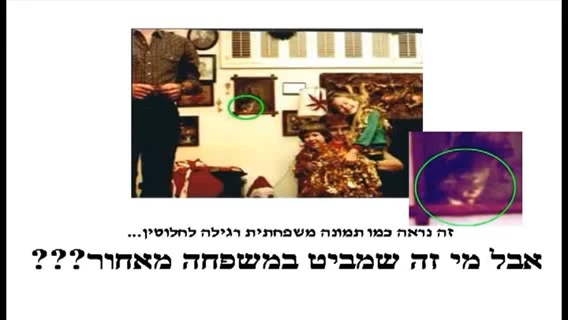 זה נראה כמו תמונה משפחתית רגילה לחלוטין...
אבל מי זה שמביט במשפחה מאחור???